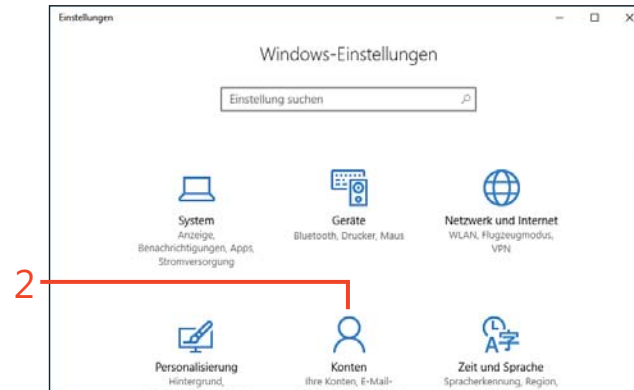 Einstellungen
Windows-Einstellungen
Einstellung suchen
System
Anzeige,
Benachrichtigungen, Apps,
Stromversorgung
Geräte
Bluetooth, Drucker, Maus
Netzwerk und Internet
WLAN, Flugzeugmodus,
VPN
2
Personalisierung
Hintergrund,
Konten
Ihre Konten, E-Mail-
Zeit und Sprache
Spracherkennung, Region,